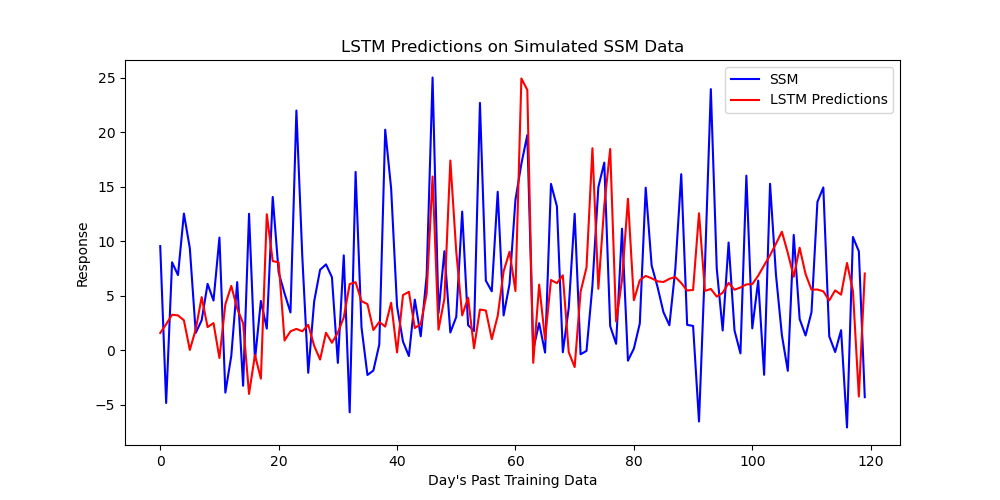 LSTM Predictions on Simulated SSM Data
SSM
LSTM Predictions
Response
25
20
15
10
5
0
−5
0 20 40 60 80 100 120
Day's Past Training Data